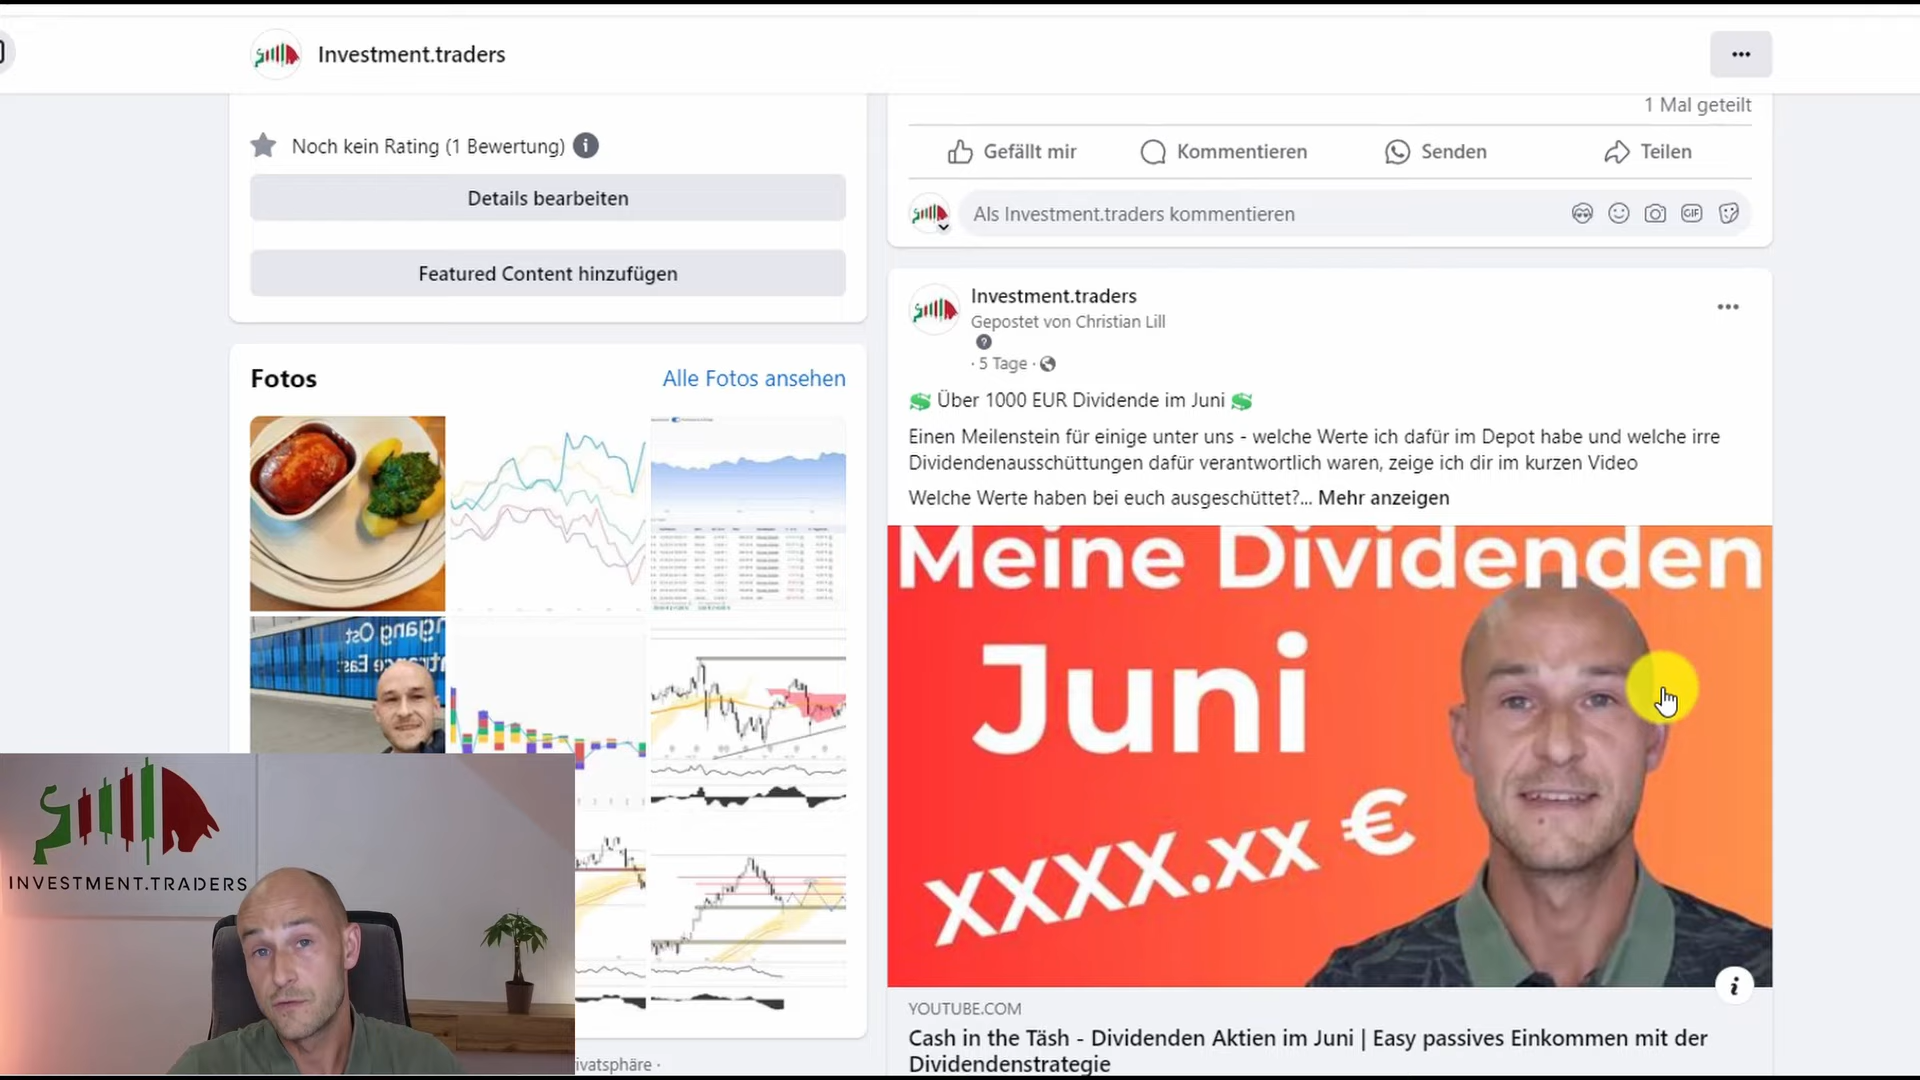 Investment.traders
Noch kein Rating (1 Bewertung)
Details bearbeiten
Featured Content hinzufügen
Fotos
Alle Fotos ansehen
INVESTMENT.TRADERS
1 Mal geteilt
Gefällt mir
Kommentieren
Senden
Teilen
Als Investment.traders kommentieren
GIF
Investment.traders
Gepostet von Christian Lill
· 5 Tage ·
Über 1000 EUR Dividende im Juni
Einen Meilenstein für einige unter uns - welche Werte ich dafür im Depot habe und welche irre
Dividendenausschüttungen dafür verantwortlich waren, zeige ich dir im kurzen Video
Welche Werte haben bei euch ausgeschüttet?... Mehr anzeigen
Meine Dividenden
Juni
xxxx.xx €
YOUTUBE.COM
Cash in the Täsh - Dividenden Aktien im Juni | Easy passives Einkommen mit der
Dividendenstrategie